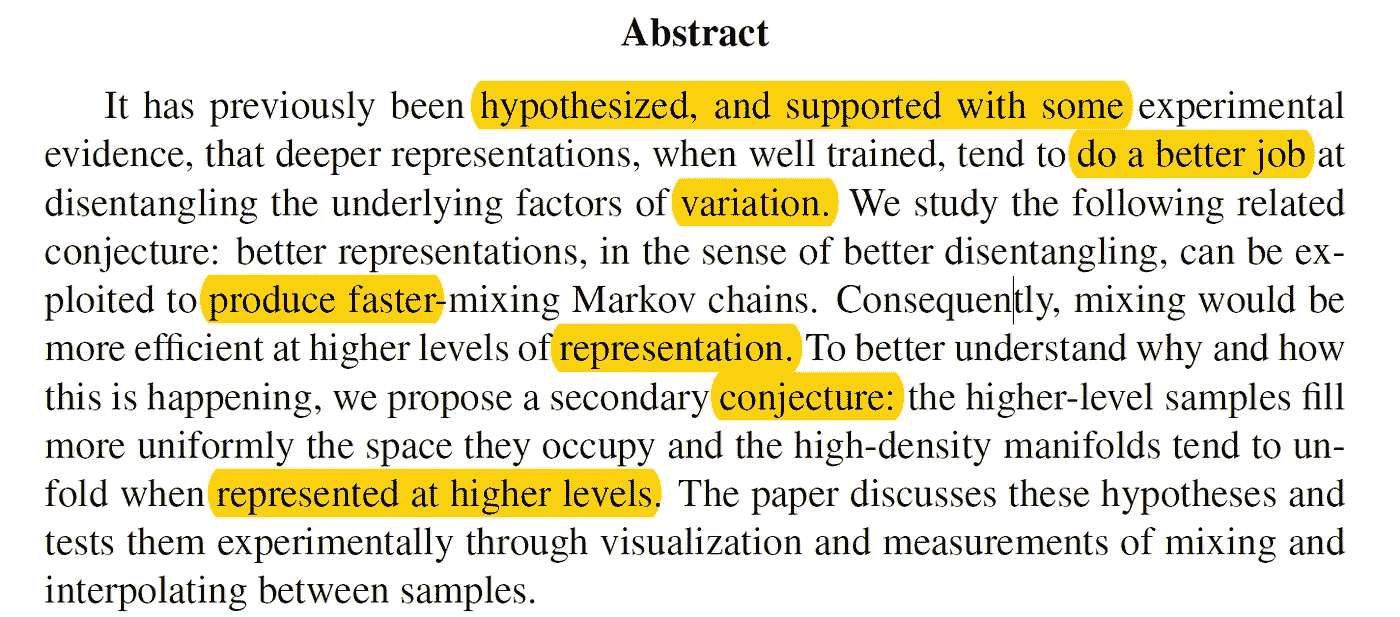 Abstract
It has previously been hypothesized, and supported with some experimental
evidence, that deeper representations, when well trained, tend to do a better job at
disentangling the underlying factors of variation. We study the following related
conjecture: better representations, in the sense of better disentangling, can be ex-
ploited to produce faster-mixing Markov chains. Consequently, mixing would be
more efficient at higher levels of representation. To better understand why and how
this is happening, we propose a secondary conjecture: the higher-level samples fill
more uniformly the space they occupy and the high-density manifolds tend to un-
fold when represented at higher levels. The paper discusses these hypotheses and
tests them experimentally through visualization and measurements of mixing and
interpolating between samples.